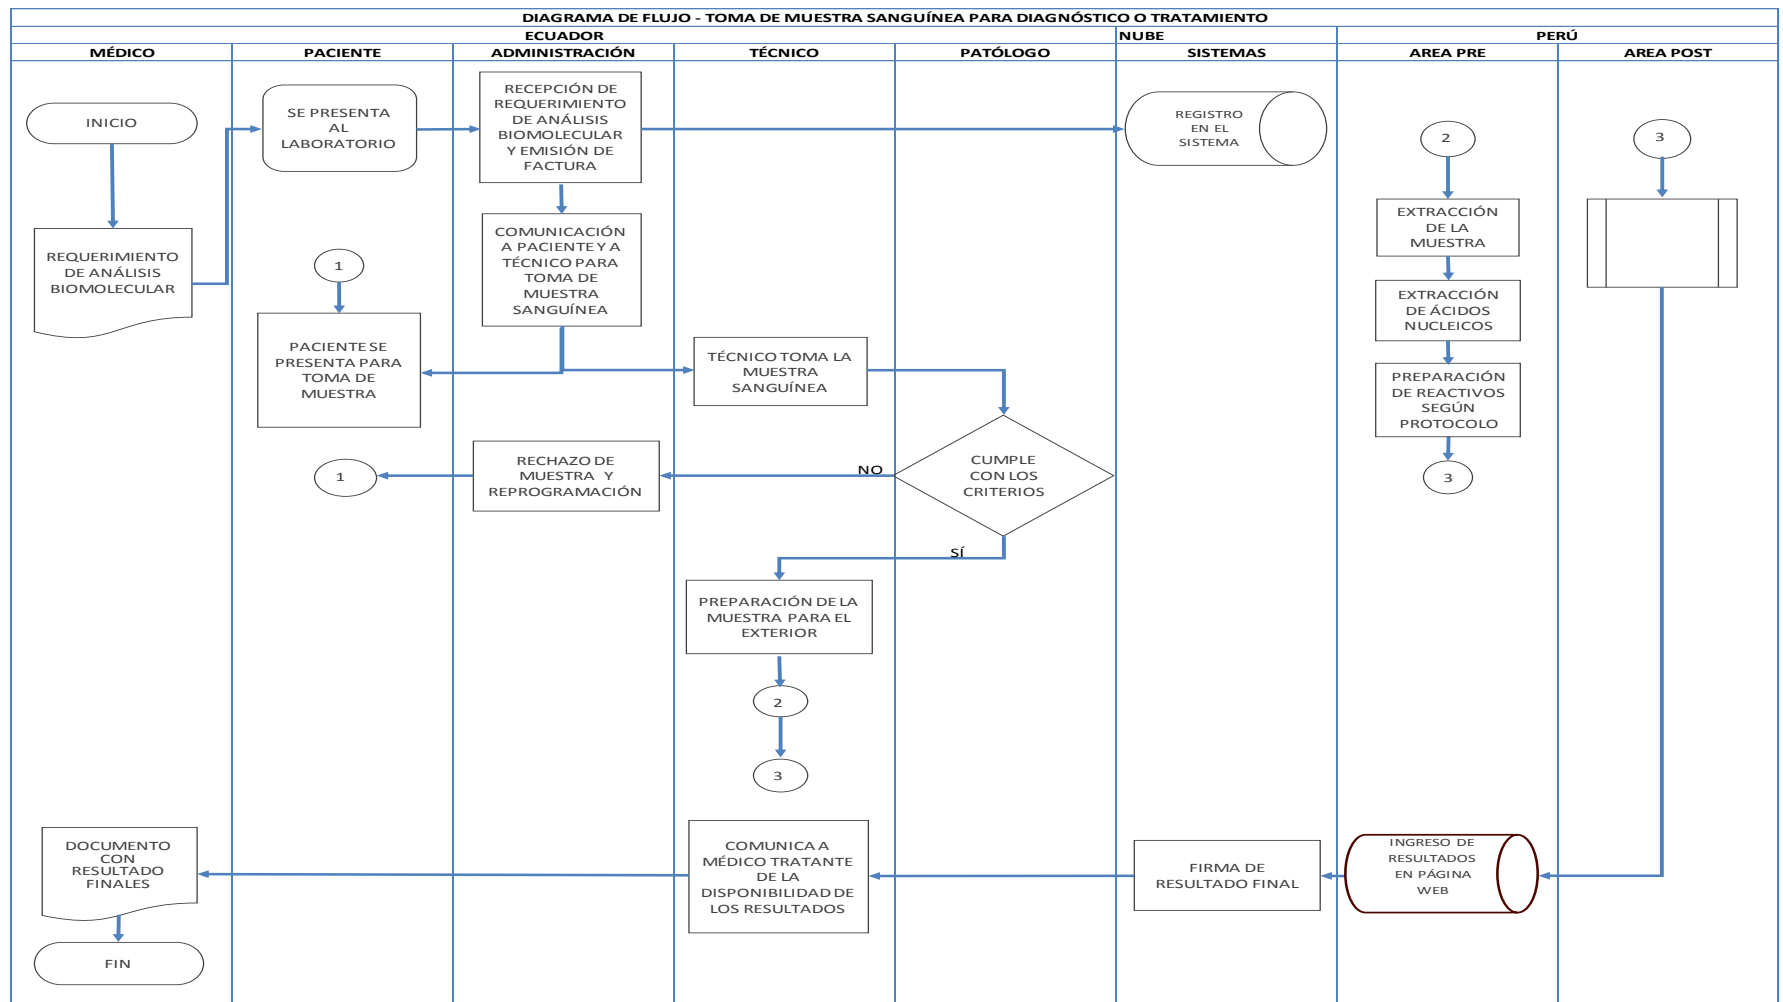 DIAGRAMA DE FLUJO - TOMA DE MUESTRA SANGUÍNEA PARA DIAGNÓSTICO O TRATAMIENTO
ECUADOR
NUBE
PERÚ
MÉDICO
PACIENTE
ADMINISTRACIÓN
TÉCNICO
PATÓLOGO
SISTEMAS
AREA PRE
AREA POST
INICIO
SE PRESENTA
AL
LABORATORIO
RECEPCIÓN DE
REQUERIMIENTO
DE ANÁLISIS
BIOMOLECULAR
Y EMISIÓN DE
FACTURA
REGISTRO
EN EL
SISTEMA
2
3
REQUERIMIENTO
DE ANÁLISIS
BIOMOLECULAR
1
COMUNICACIÓN
A PACIENTE Y A
TÉCNICO PARA
TOMA DE
MUESTRA
SANGUÍNEA
EXTRACCIÓN
DE LA
MUESTRA
EXTRACCIÓN
DE ÁCIDOS
NUCLEICOS
PACIENTE SE
PRESENTA PARA
TOMA DE
MUESTRA
TÉCNICO TOMA LA
MUESTRA
SANGUÍNEA
PREPARACIÓN
DE REACTIVOS
SEGÚN
PROTOCOLO
1
RECHAZO DE
MUESTRA Y
REPROGRAMACIÓN
NO
CUMPLE
CON LOS
CRITERIOS
3
SÍ
PREPARACIÓN DE LA
MUESTRA PARA EL
EXTERIOR
2
3
DOCUMENTO
CON
RESULTADO
FINALES
COMUNICA A
MÉDICO TRATANTE
DE LA
DISPONIBILIDAD DE
LOS RESULTADOS
FIRMA DE
RESULTADO FINAL
INGRESO DE
RESULTADOS
EN PÁGINA
WEB
FIN